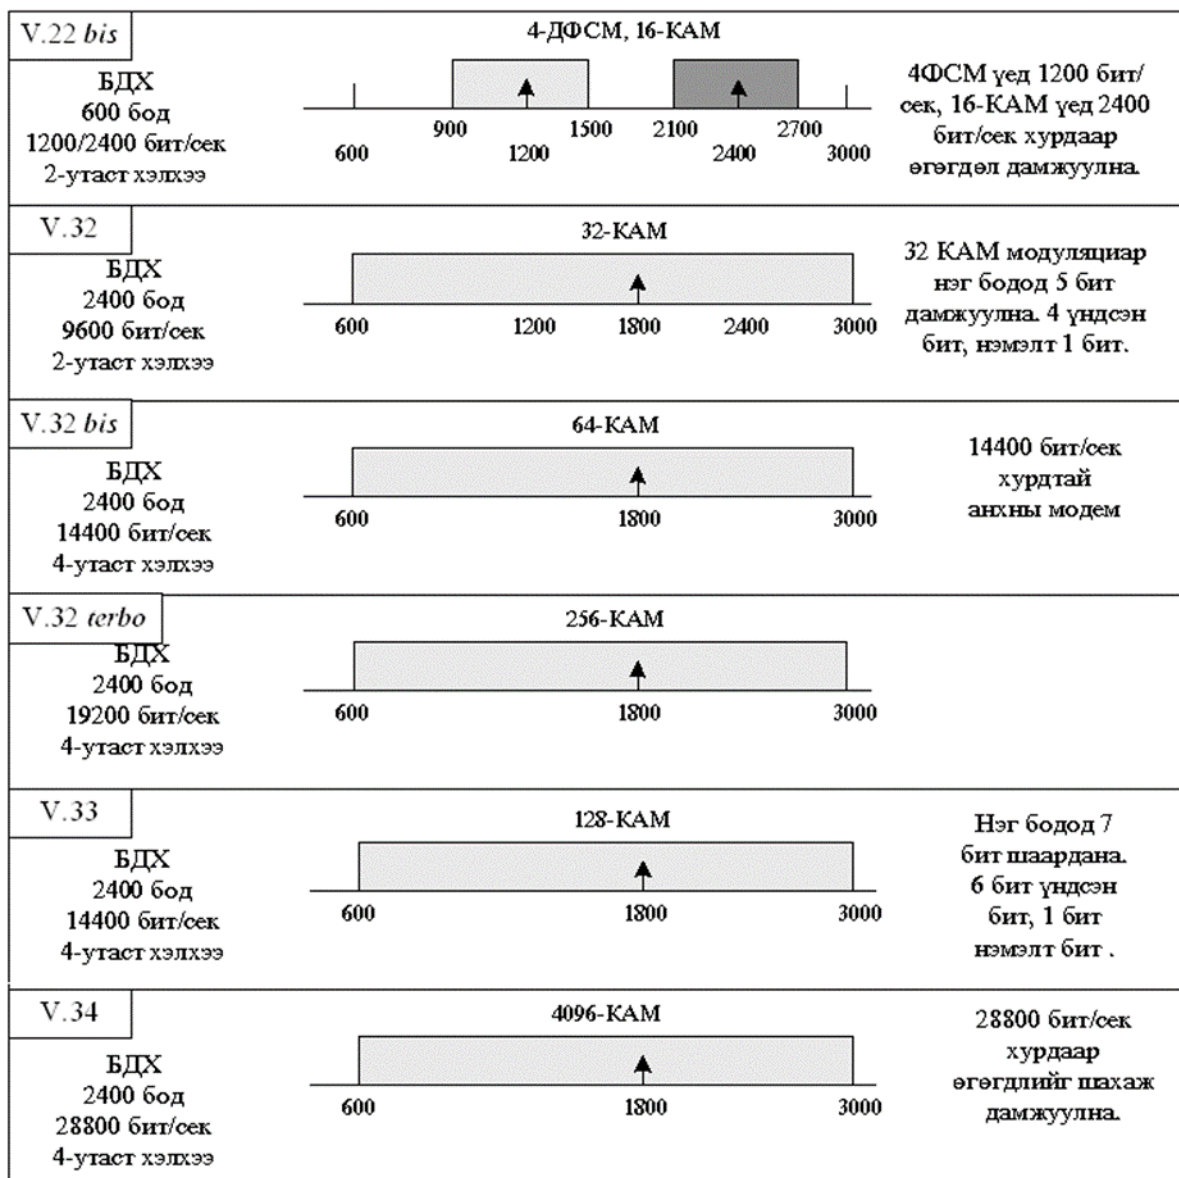 V.22 bis
4-ДФСМ, 16-КАМ
БДХ
600 бод
1200/2400 бит/сек
2-утаст хэлхээ
900 1500 2100 2700
600 1200 2400 3000
4ФСМ үед 1200 бит/
сек, 16-КАМ үед 2400
бит/сек хурдаар
өгөгдөл дамжуулна.
V.32
32-КАМ
БДХ
2400 бод
9600 бит/сек
2-утаст хэлхээ
600 1200 1800 2400 3000
32 КАМ модуляциар
нэг бодод 5 бит
дамжуулна. 4 үндсэн
бит, нэмэлт 1 бит.
V.32 bis
64-КАМ
БДХ
2400 бод
14400 бит/сек
4-утаст хэлхээ
600 1800 3000
14400 бит/сек
хурдтай
анхны модем
V.32 terbo
256-КАМ
БДХ
2400 бод
19200 бит/сек
4-утаст хэлхээ
600 1800 3000
V.33
128-КАМ
БДХ
2400 бод
14400 бит/сек
4-утаст хэлхээ
600 1800 3000
Нэг бодод 7
бит шаардана.
6 бит үндсэн
бит, 1 бит
нэмэлт бит .
V.34
4096-КАМ
БДХ
2400 бод
28800 бит/сек
4-утаст хэлхээ
600 1800 3000
28800 бит/сек
хурдаар
өгөгдлийг шахаж
дамжуулна.